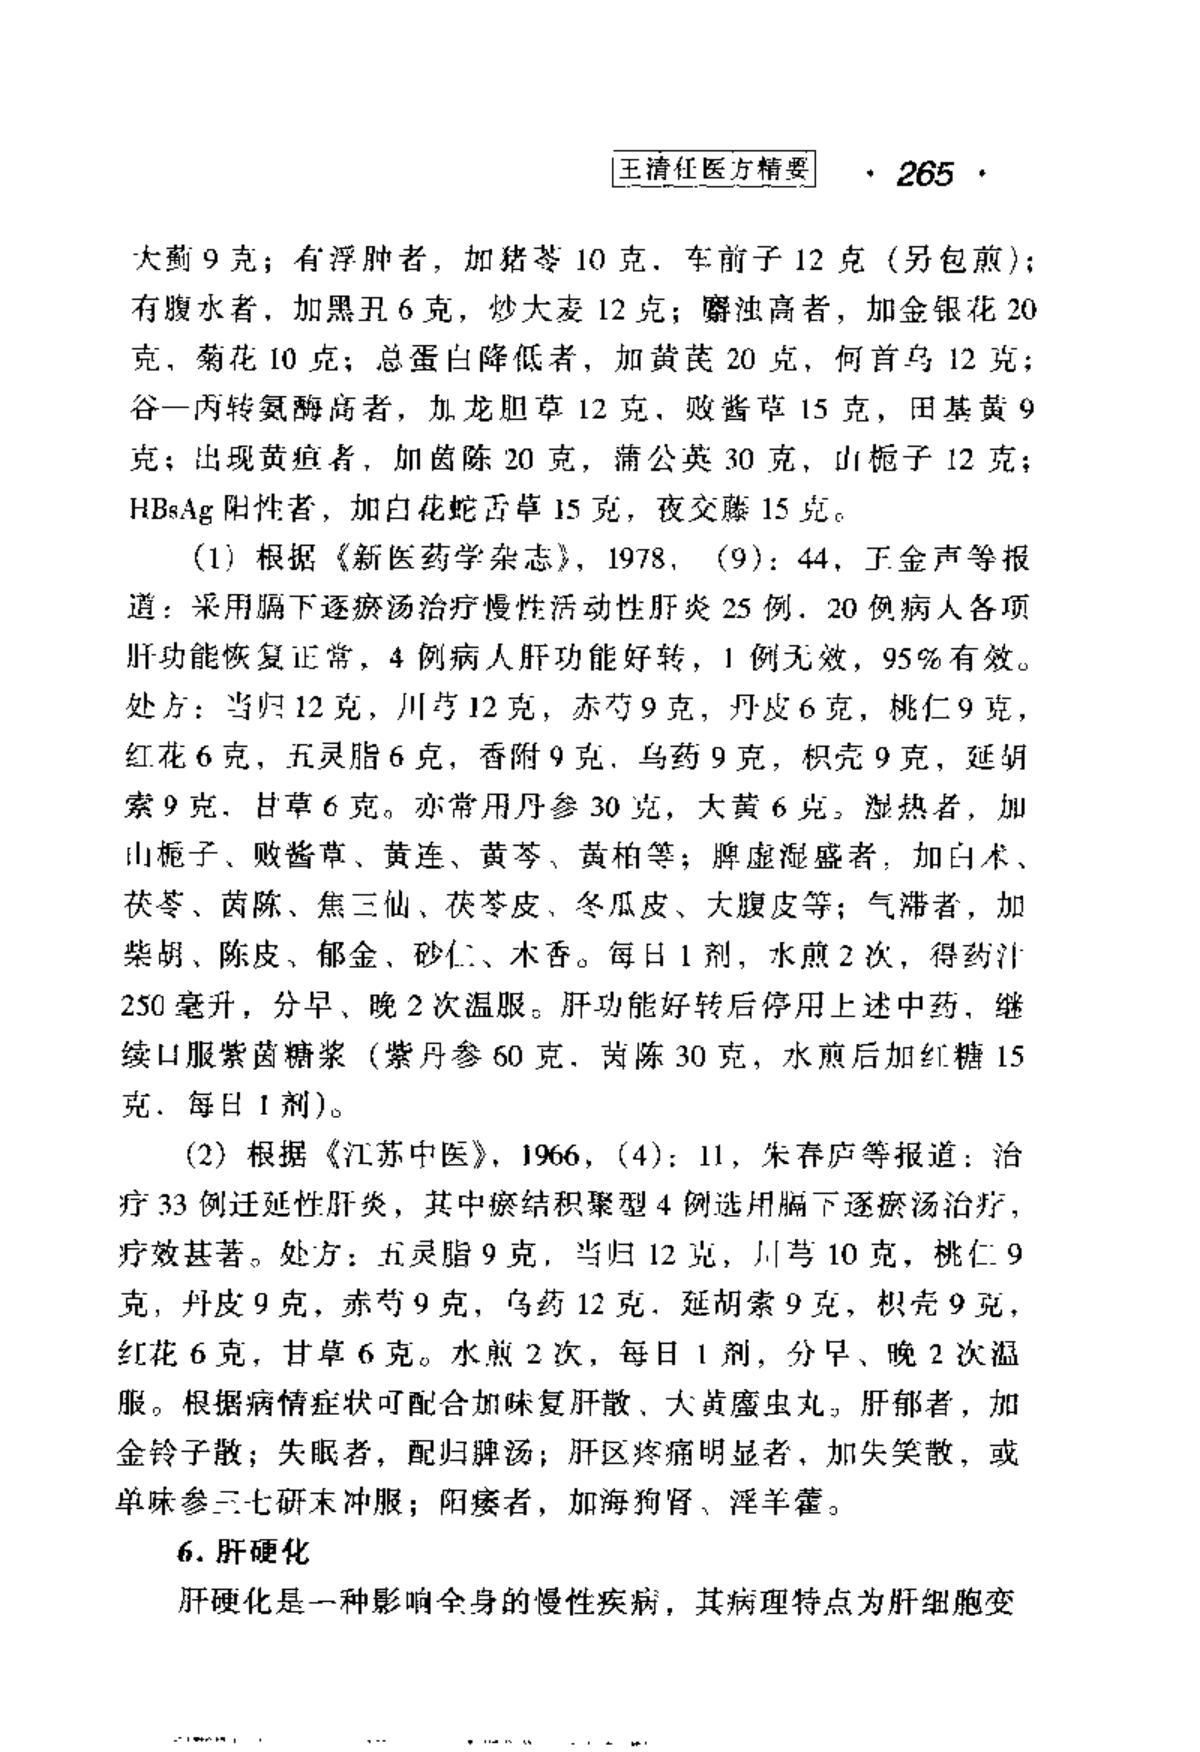 王清任医方精要 · 265 ·
大蓟 9 克；有浮肿者，加猪苓 10 克，车前子 12 克（另包煎）；
有腹水者，加黑丑 6 克，炒大麦 12 克；麝浊高者，加金银花 20
克，菊花 10 克；总蛋白降低者，加黄芪 20 克，何首乌 12 克；
谷—丙转氨酶高者，加龙胆草 12 克，败酱草 15 克，田基黄 9
克；出现黄疸者，加茵陈 20 克，蒲公英 30 克，山栀子 12 克；
HBsAg 阳性者，加白花蛇舌草 15 克，夜交藤 15 克。
（1）根据《新医药学杂志》，1978，（9）：44，王金声等报
道：采用膈下逐瘀汤治疗慢性活动性肝炎 25 例，20 例病人各项
肝功能恢复正常，4 例病人肝功能好转，1 例无效，95%有效。
处方：当归 12 克，川芎 12 克，赤芍 9 克，丹皮 6 克，桃仁 9 克，
红花 6 克，五灵脂 6 克，香附 9 克，乌药 9 克，枳壳 9 克，延胡
索 9 克，甘草 6 克。亦常用丹参 30 克，大黄 6 克。湿热者，加
山栀子、败酱草、黄连、黄芩、黄柏等；脾虚湿盛者，加白术、
茯苓、茵陈、焦三仙、茯苓皮、冬瓜皮、大腹皮等；气滞者，加
柴胡、陈皮、郁金、砂仁、木香。每日 1 剂，水煎 2 次，得药汁
250 毫升，分早、晚 2 次温服。肝功能好转后停用上述中药，继
续口服紫茵糖浆（紫丹参 60 克，茵陈 30 克，水煎后加红糖 15
克，每日 1 剂）。
（2）根据《江苏中医》，1966，（4）：11，朱春庐等报道：治
疗 33 例迁延性肝炎，其中瘀结积聚型 4 例选用膈下逐瘀汤治疗，
疗效甚著。处方：五灵脂 9 克，当归 12 克，川芎 10 克，桃仁 9
克，丹皮 9 克，赤芍 9 克，乌药 12 克，延胡索 9 克，枳壳 9 克，
红花 6 克，甘草 6 克。水煎 2 次，每日 1 剂，分早、晚 2 次温
服。根据病情症状可配合加味复肝散、大黄䗪虫丸。肝郁者，加
金铃子散；失眠者，配归脾汤；肝区疼痛明显者，加失笑散，或
单味参三七研末冲服；阳痿者，加海狗肾、淫羊藿。
6. 肝硬化
肝硬化是一种影响全身的慢性疾病，其病理特点为肝细胞变